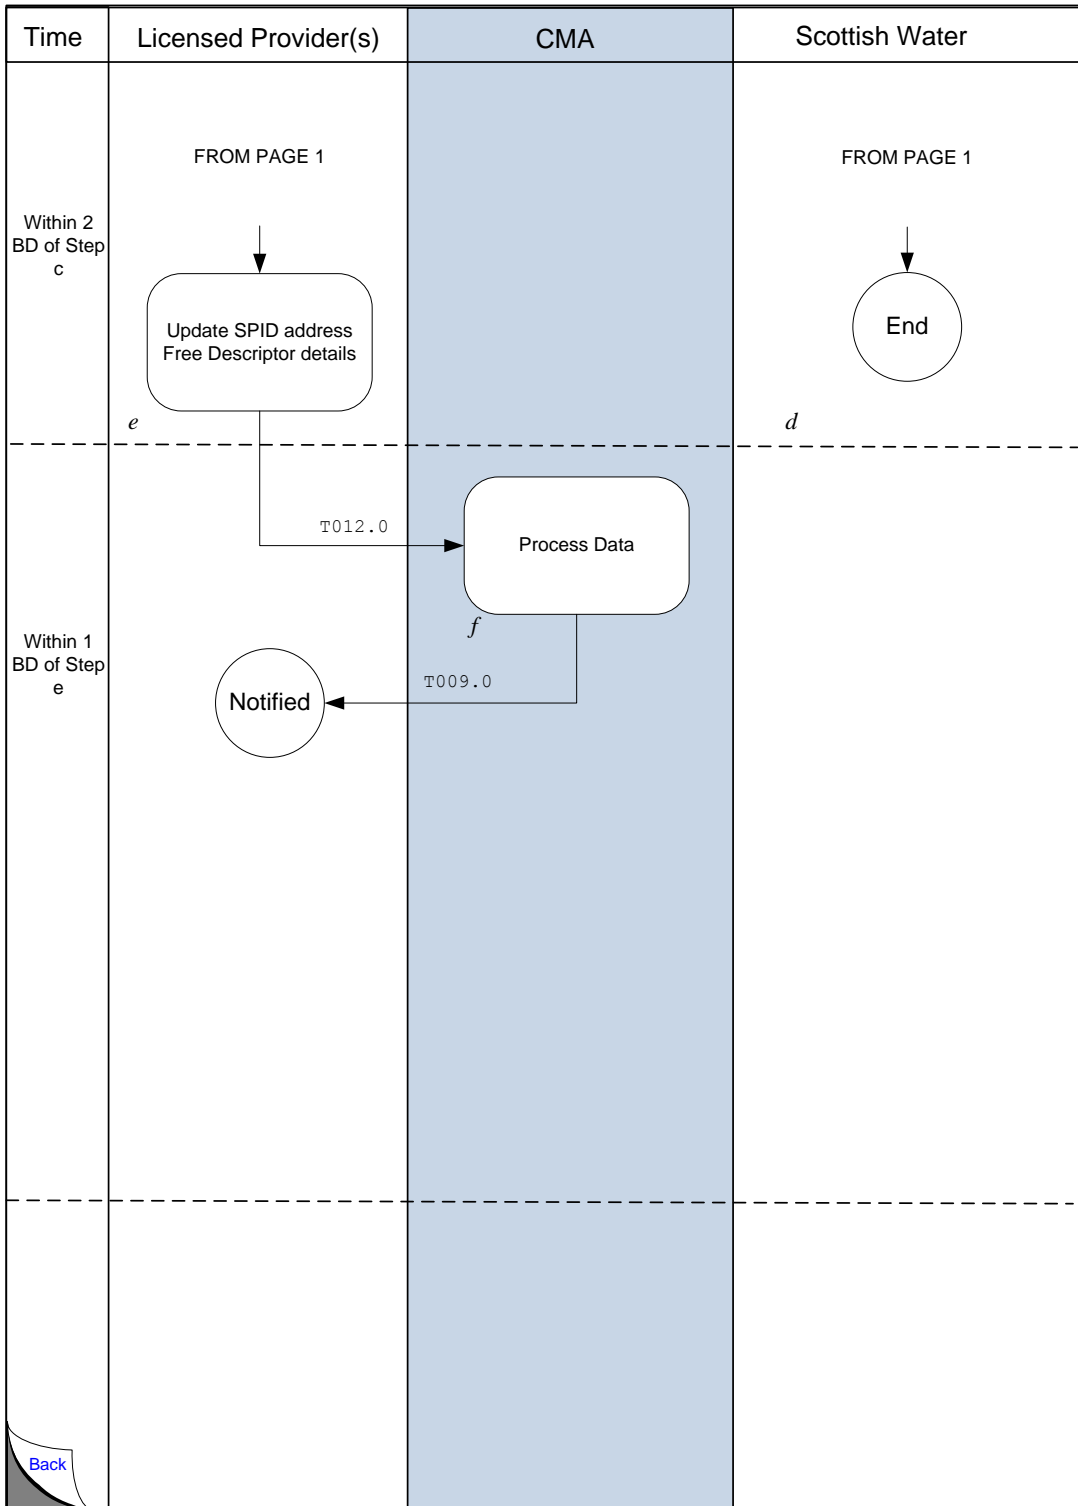 Time
Licensed Provider(s)
CMA
Scottish Water
FROM PAGE 1
FROM PAGE 1
Within 2
BD of Step
c
Update SPID address
Free Descriptor details
End
e
d
T012.0
Process Data
f
Within 1
BD of Step
e
T009.0
Notified
Back